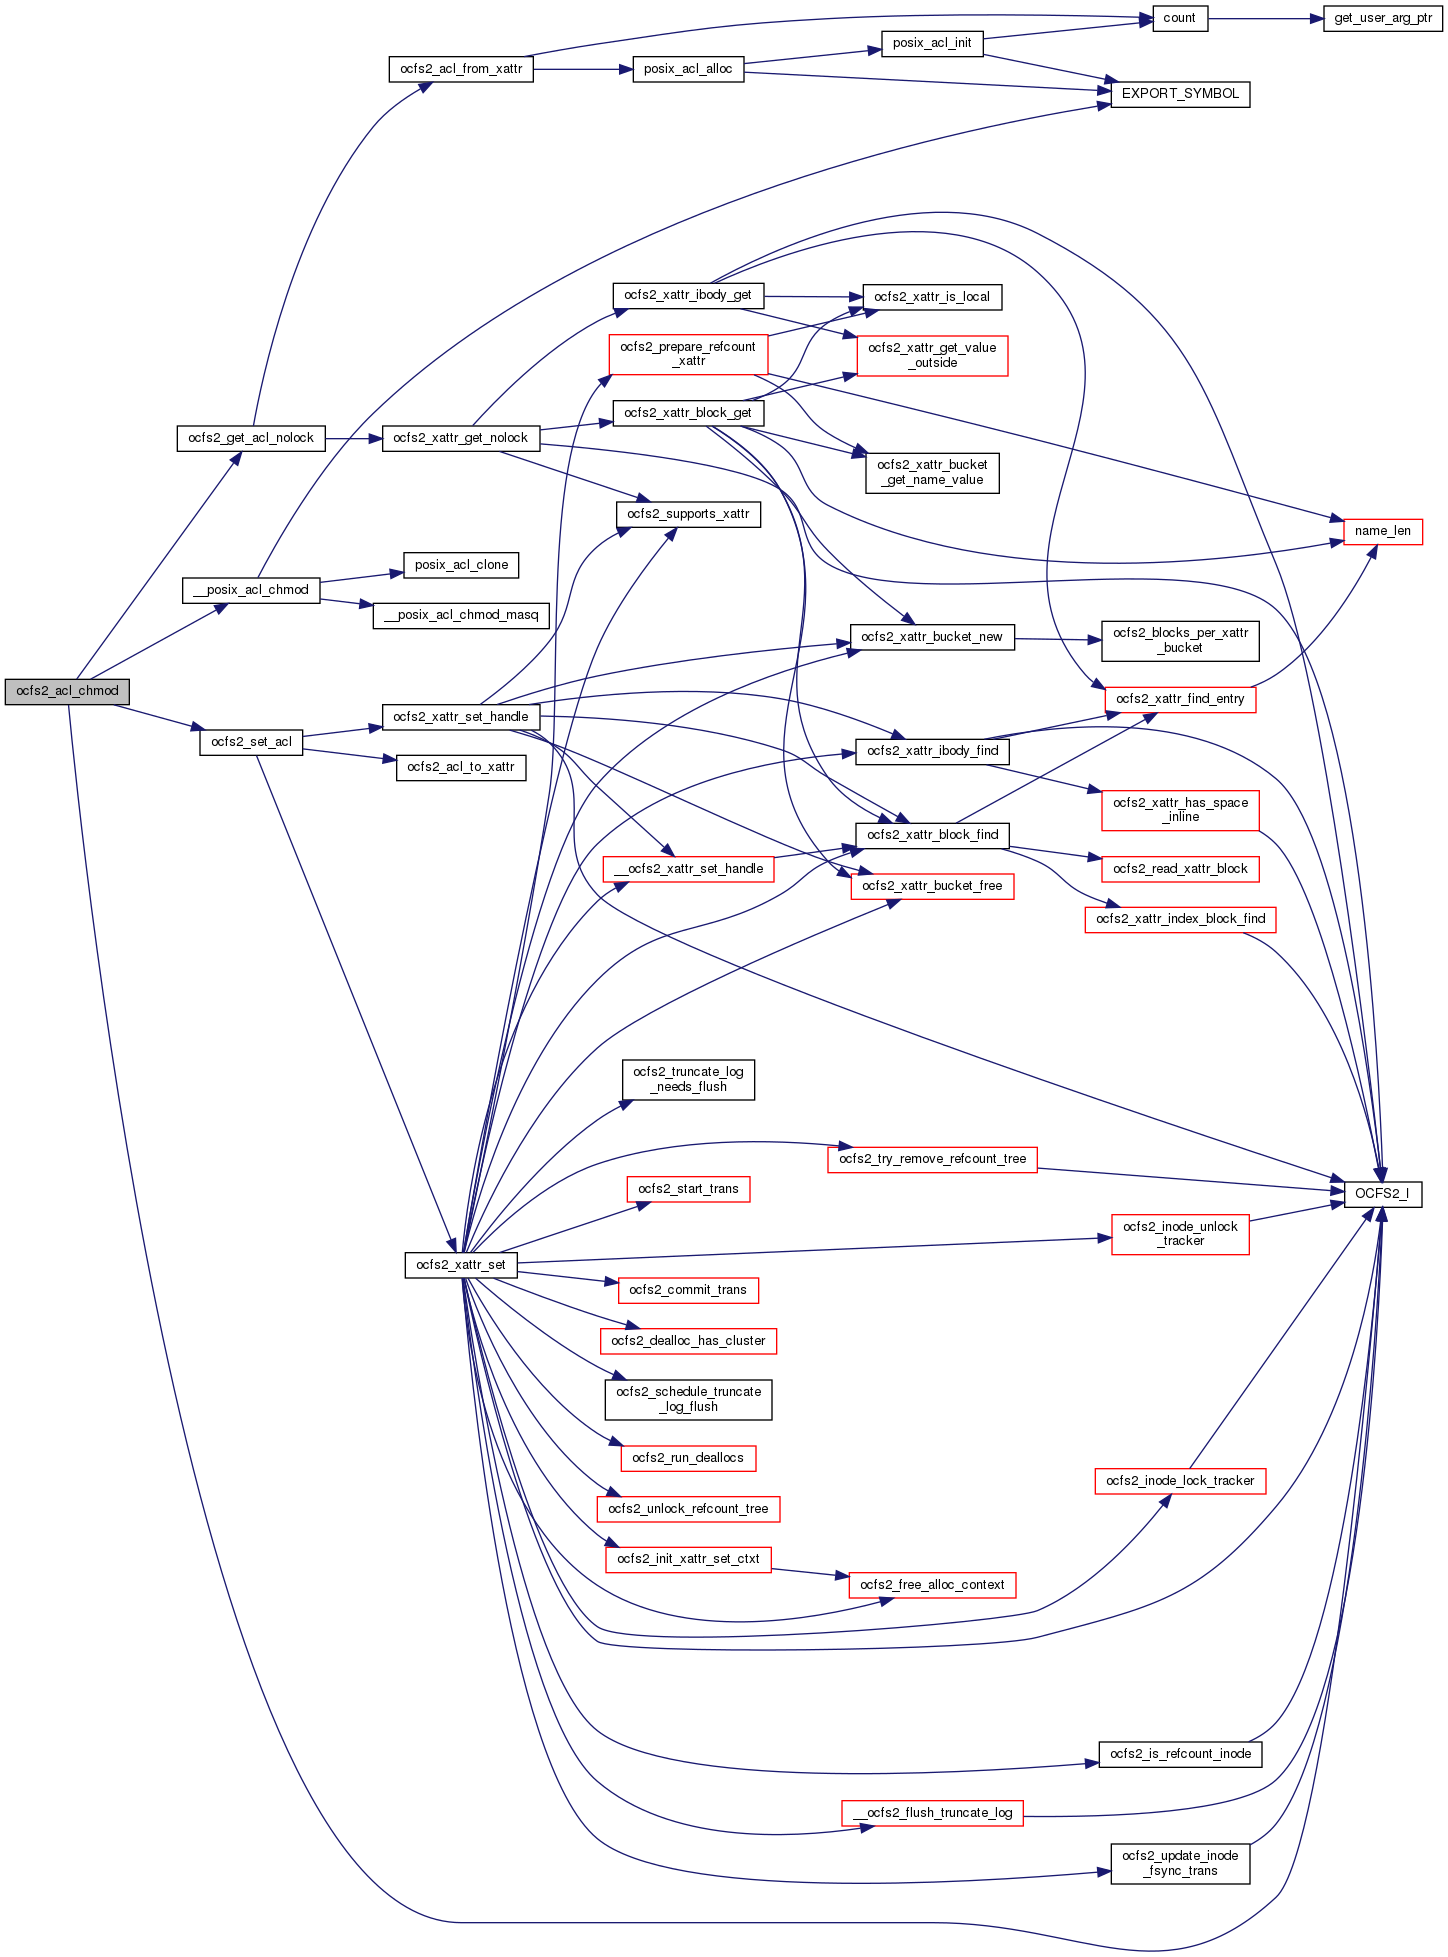 count
get_user_arg_ptr
posix_acl_init
ocfs2_acl_from_xattr
posix_acl_alloc
EXPORT_SYMBOL
ocfs2_xattr_ibody_get
ocfs2_xattr_is_local
ocfs2_prepare_refcount
_xattr
ocfs2_xattr_get_value
_outside
ocfs2_xattr_block_get
ocfs2_get_acl_nolock
ocfs2_xattr_get_nolock
ocfs2_xattr_bucket
_get_name_value
ocfs2_supports_xattr
name_len
posix_acl_clone
__posix_acl_chmod
__posix_acl_chmod_masq
ocfs2_xattr_bucket_new
ocfs2_blocks_per_xattr
_bucket
ocfs2_acl_chmod
ocfs2_xattr_find_entry
ocfs2_xattr_set_handle
ocfs2_set_acl
ocfs2_xattr_ibody_find
ocfs2_acl_to_xattr
ocfs2_xattr_has_space
_inline
ocfs2_xattr_block_find
__ocfs2_xattr_set_handle
ocfs2_read_xattr_block
ocfs2_xattr_bucket_free
ocfs2_xattr_index_block_find
ocfs2_truncate_log
_needs_flush
ocfs2_try_remove_refcount_tree
ocfs2_start_trans
OCFS2_I
ocfs2_inode_unlock
_tracker
ocfs2_xattr_set
ocfs2_commit_trans
ocfs2_dealloc_has_cluster
ocfs2_schedule_truncate
_log_flush
ocfs2_run_deallocs
ocfs2_inode_lock_tracker
ocfs2_unlock_refcount_tree
ocfs2_init_xattr_set_ctxt
ocfs2_free_alloc_context
ocfs2_is_refcount_inode
__ocfs2_flush_truncate_log
ocfs2_update_inode
_fsync_trans